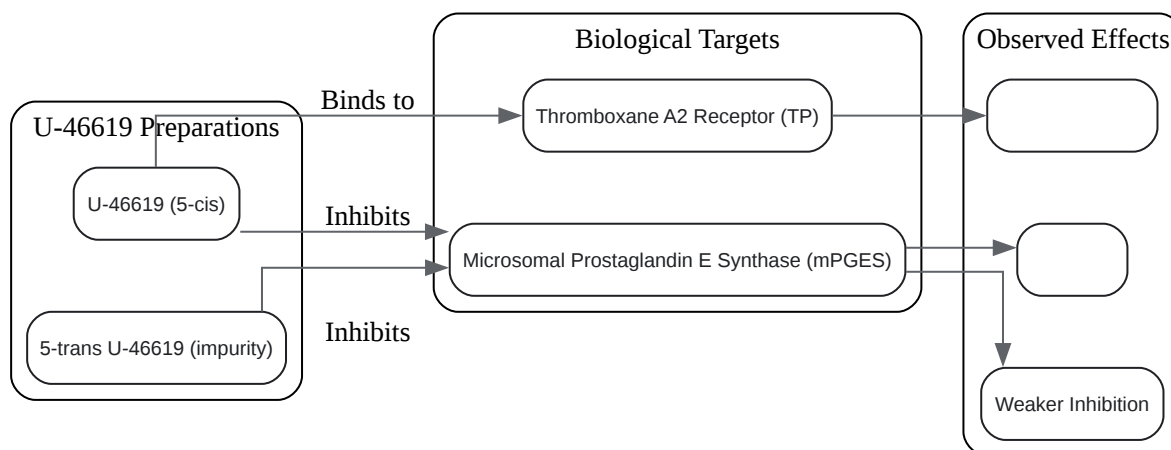 Biological Targets
Observed Effects
U-46619 Preparations
Binds to
Thromboxane A2 Receptor (TP)
U-46619 (5-cis)
Inhibits
Microsomal Prostaglandin E Synthase (mPGES)
5-trans U-46619 (impurity)
Inhibits
Weaker Inhibition